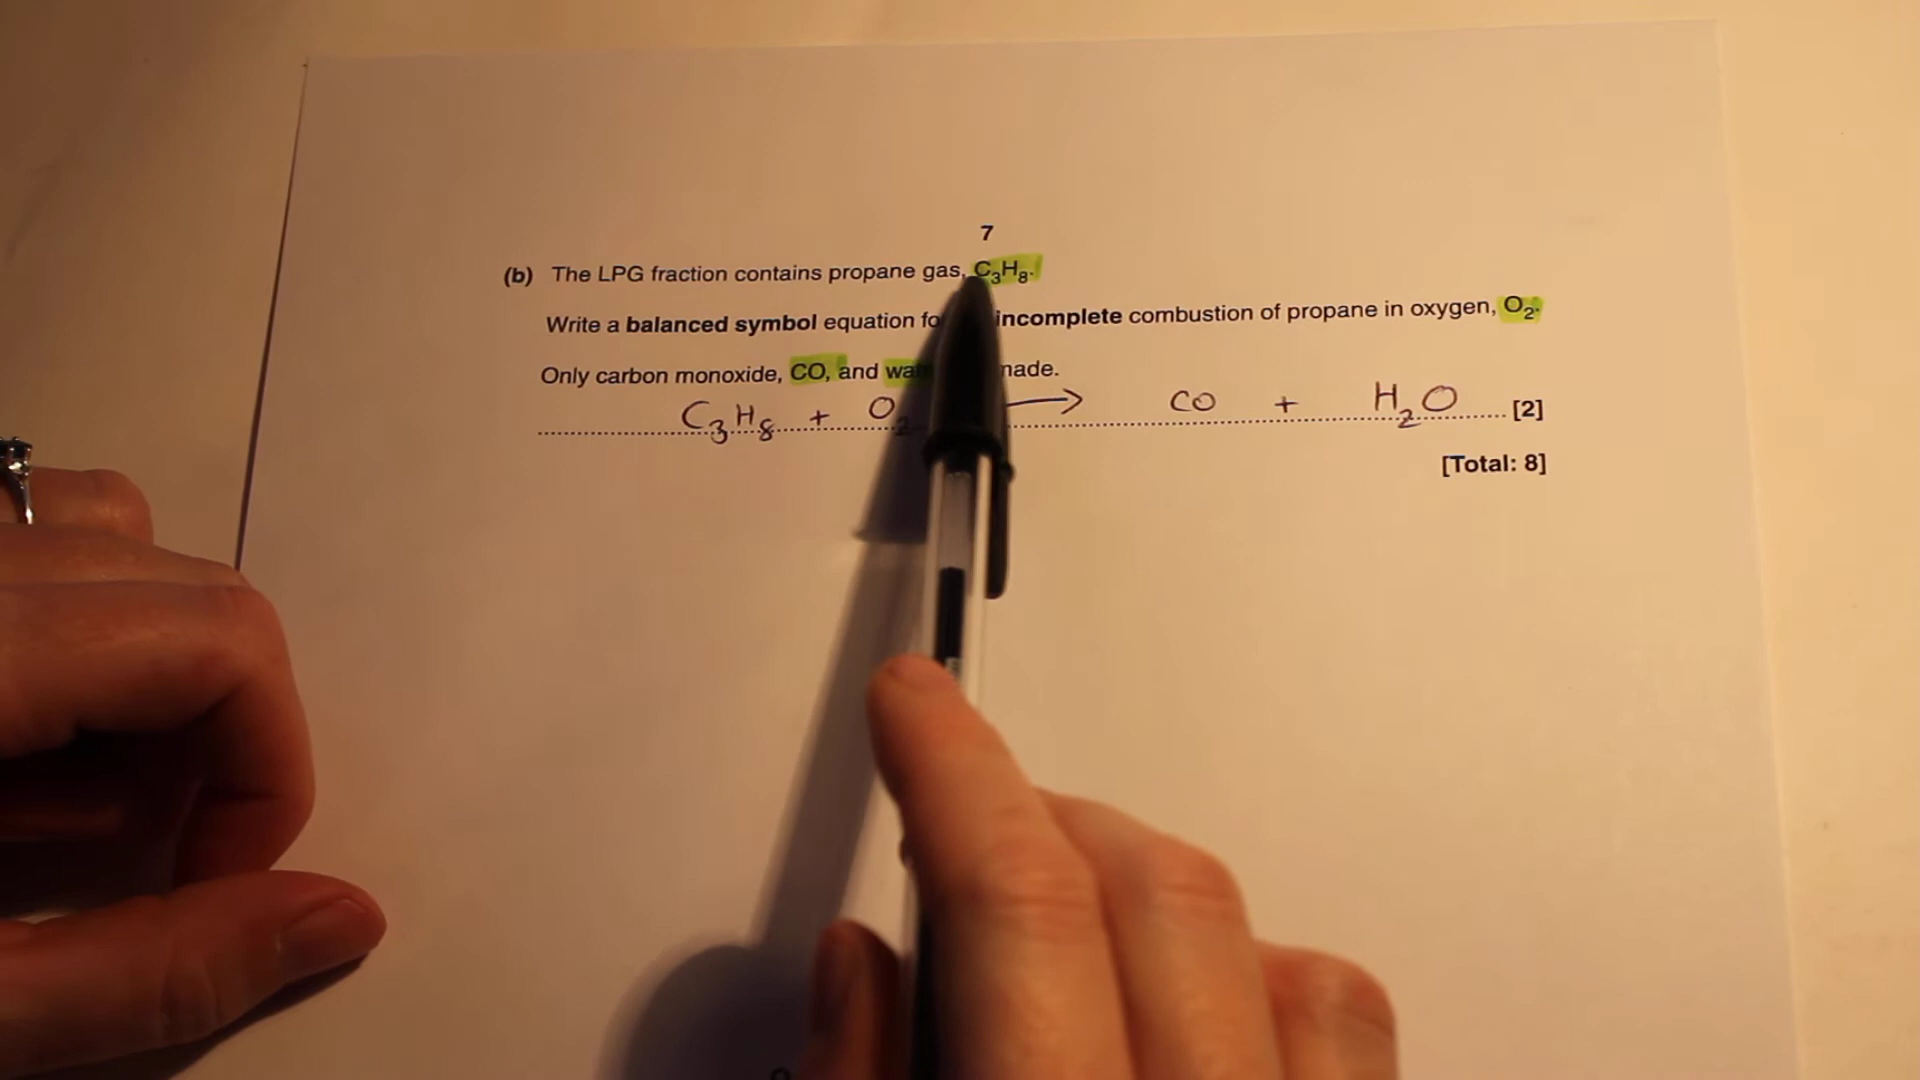 7
(b) The LPG fraction contains propane gas, C₃H₈.
Write a balanced symbol equation fo incomplete combustion of propane in oxygen, O₂.
Only carbon monoxide, CO, and wa made.
C₃H₈ + O₂ → CO + H₂O [2]
[Total: 8]